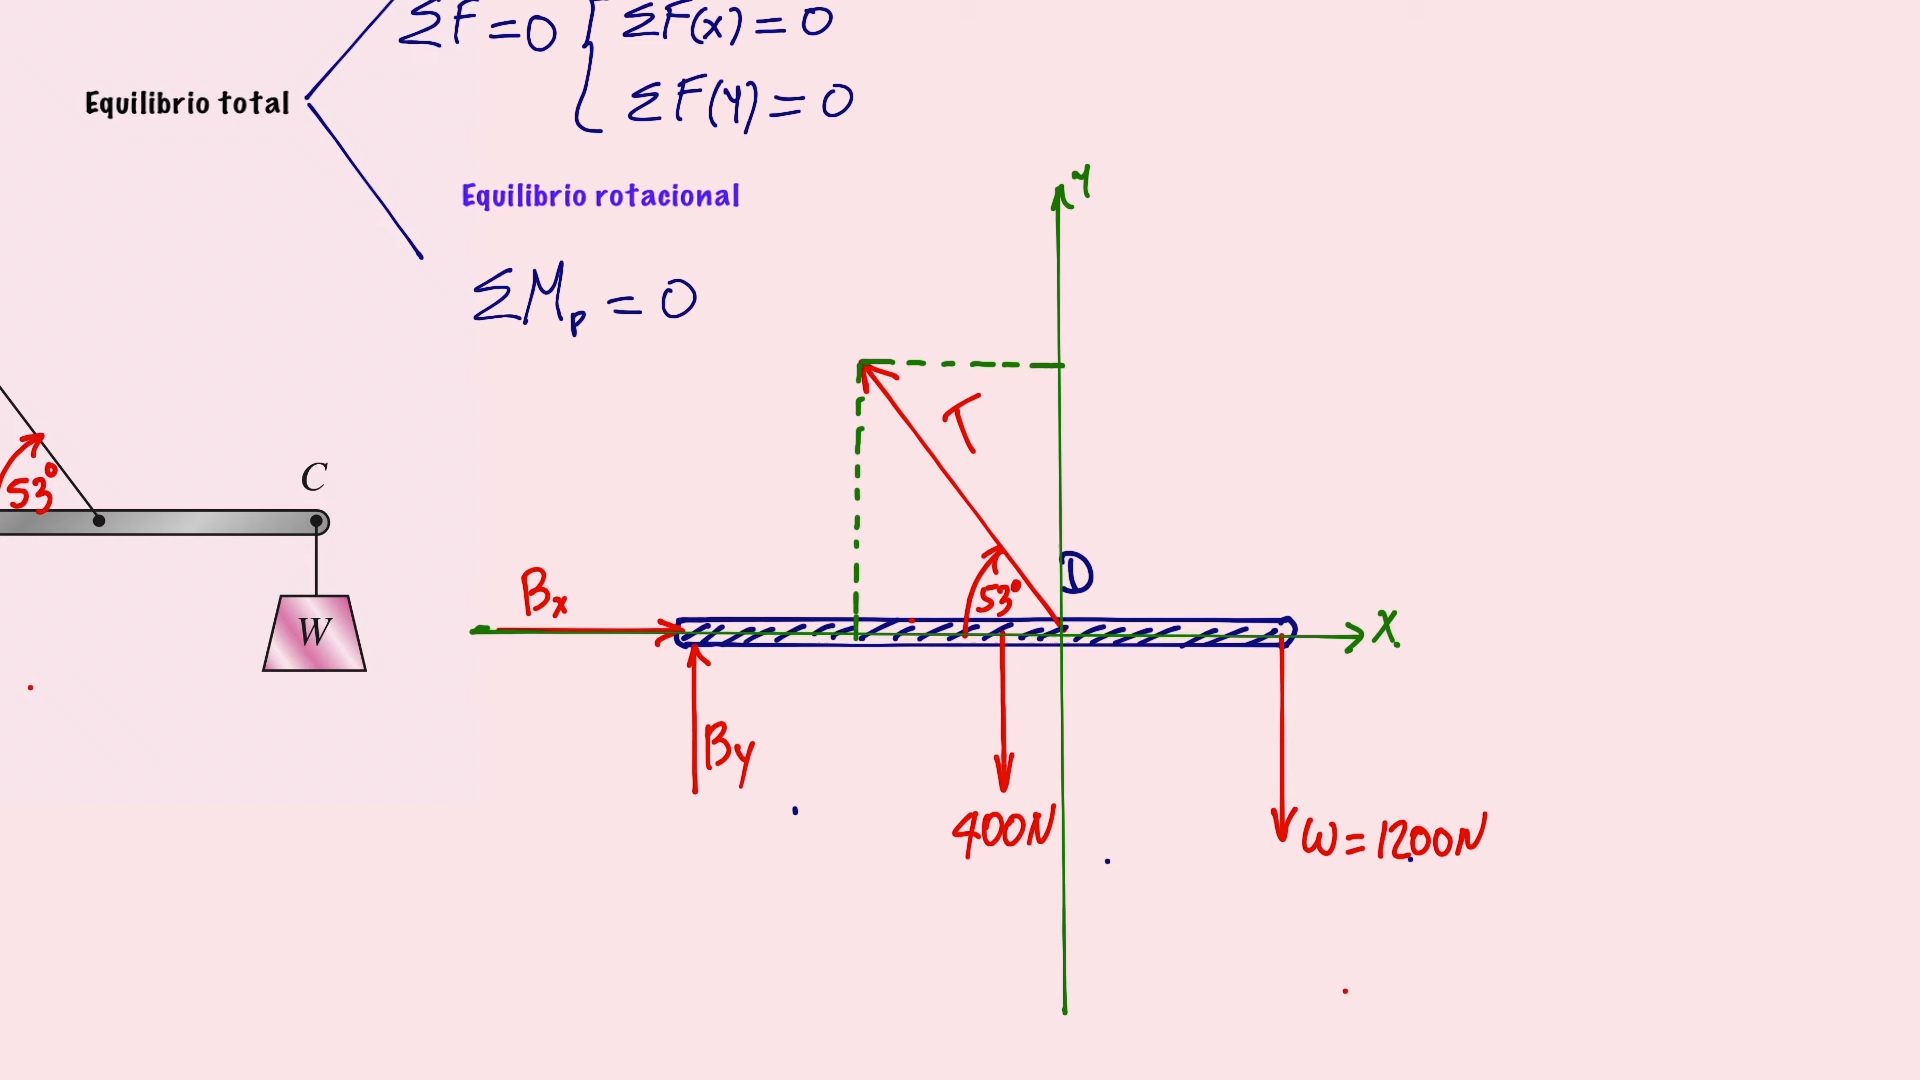 ΣF=0 { ΣF(x)=0
ΣF(Y)=0
Equilibrio total
Equilibrio rotacional
ΣMp=0
Y
T
53°
C
W
53°
D
Bx
X
By
400N
W=1200N